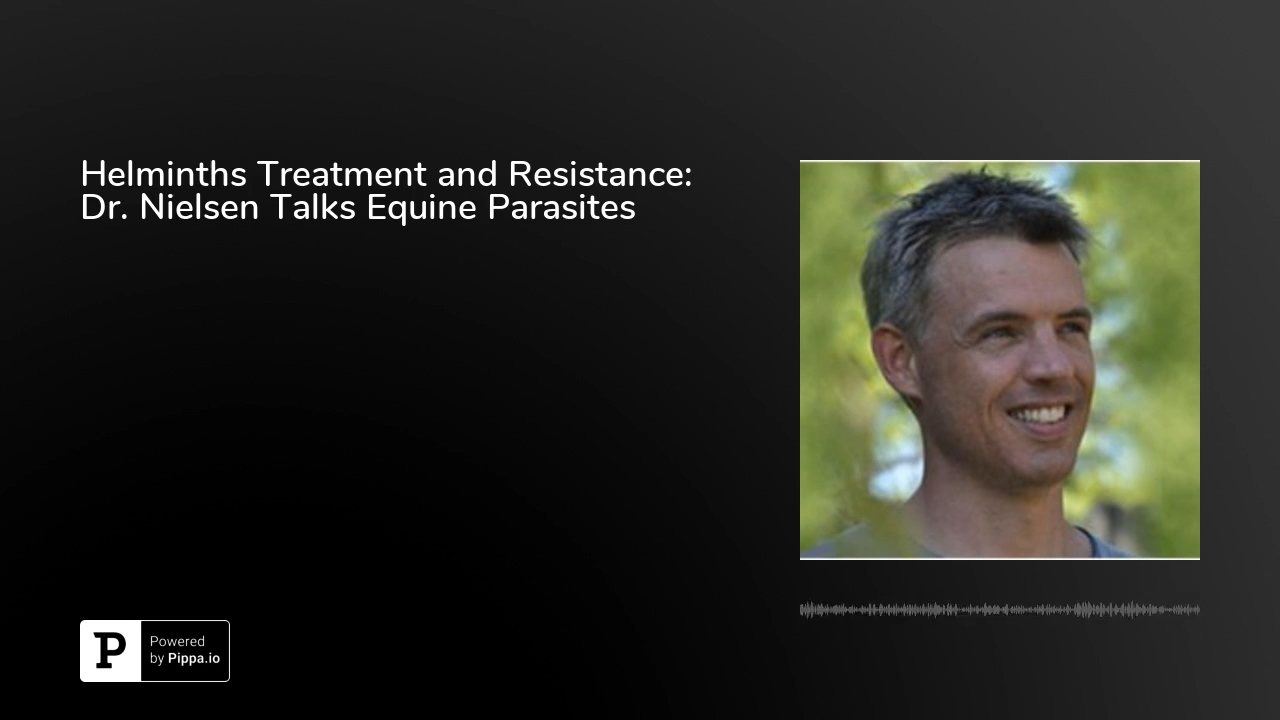 Helminths Treatment and Resistance:
Dr. Nielsen Talks Equine Parasites
P
Powered
by Pippa.io